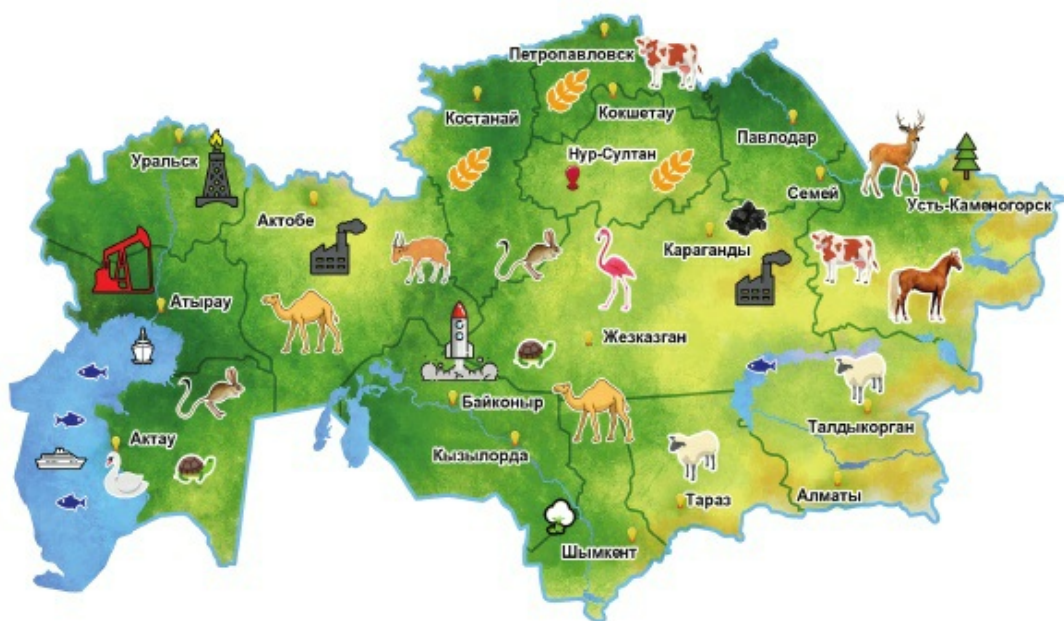 Петропавловск
Костанай
Кокшетау
Павлодар
Уральск
Нур-Султан
Семей
Усть-Каменогорск
Актобе
Караганды
Атырау
Жезказган
Байконыр
Талдыкорган
Актау
Кызылорда
Тараз
Алматы
Шымкент